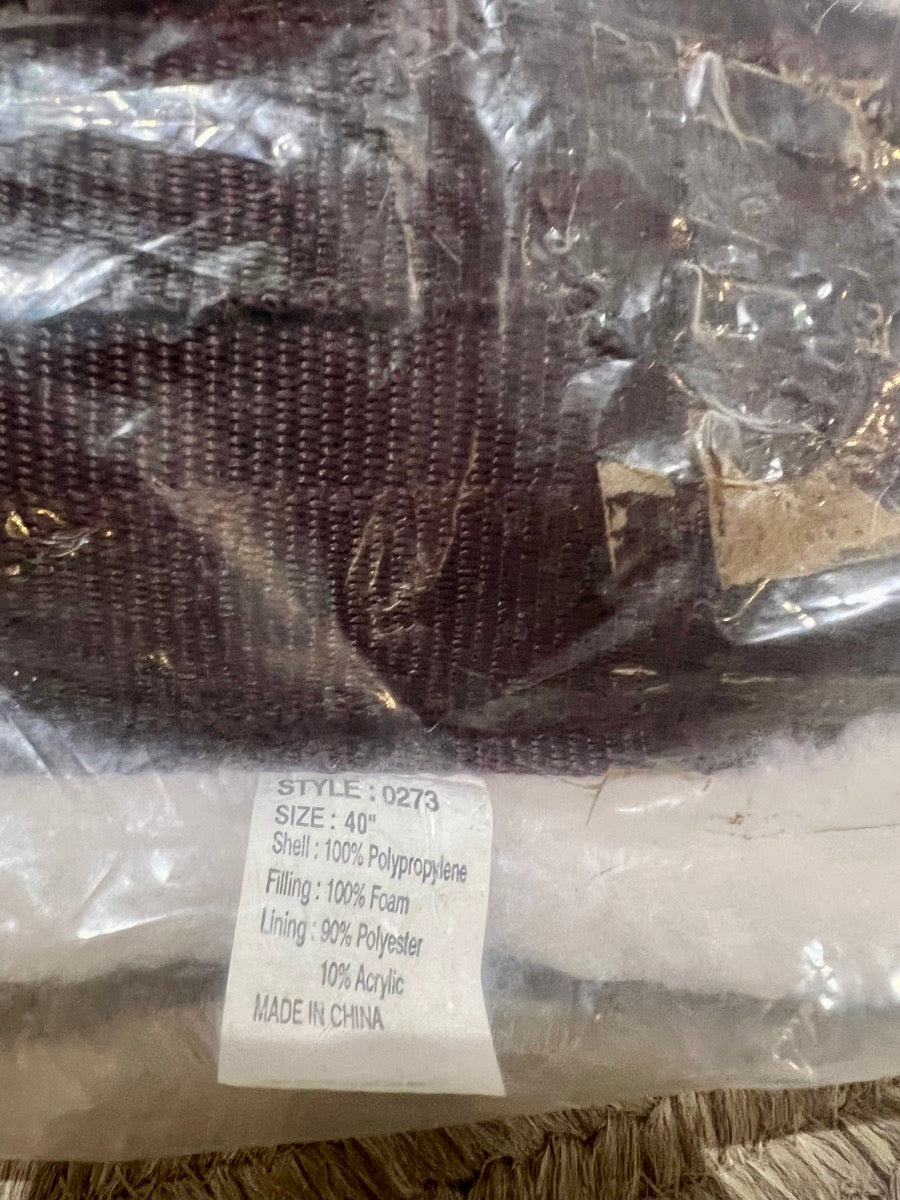 STYLE : 0273
SIZE : 40"
Shell : 100% Polypropylene
Filling : 100% Foam
Lining : 90% Polyester
10% Acrylic
MADE IN CHINA